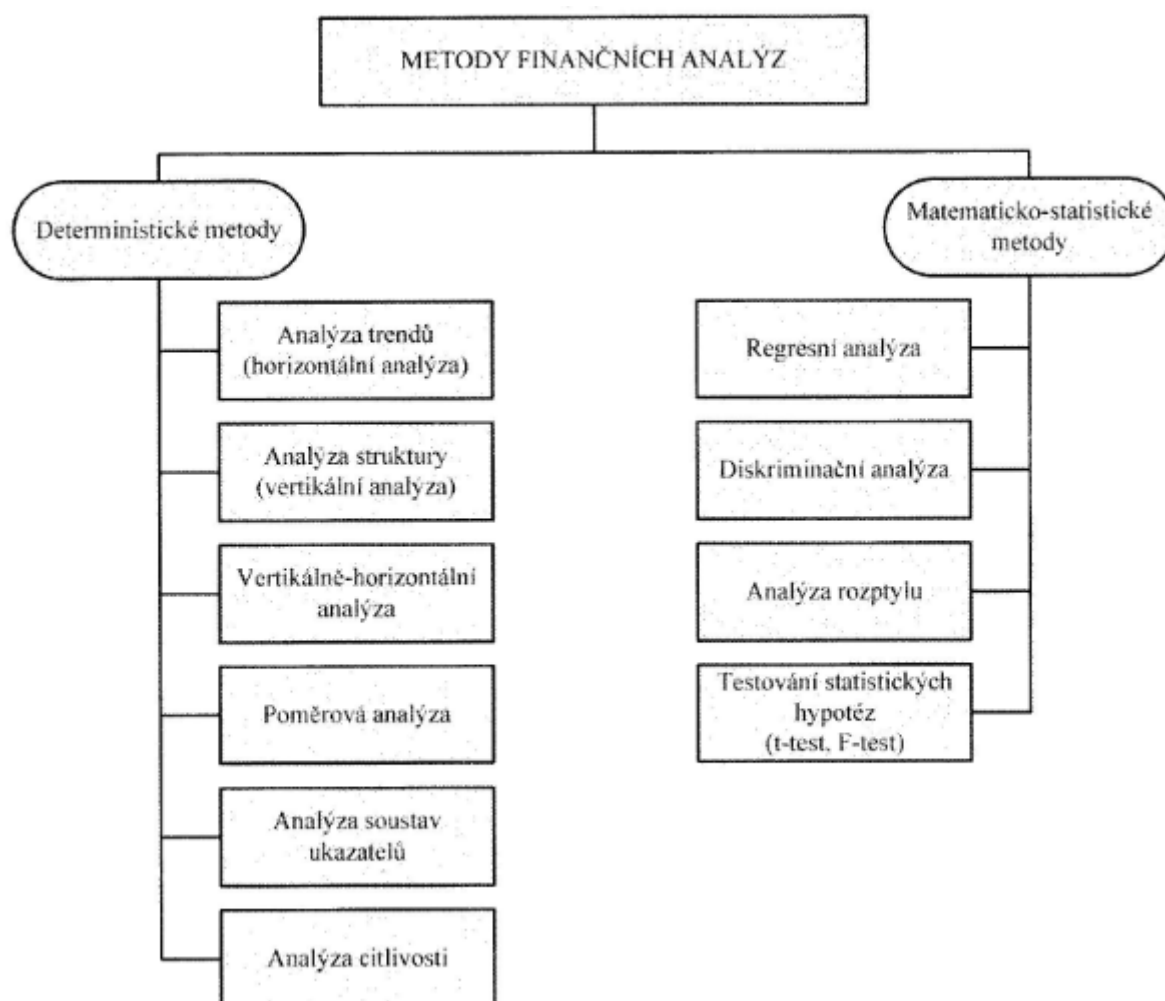 METODY FINANČNÍCH ANALÝZ
Deterministické metody
Analýza trendů
(horizontální analýza)
Analýza struktury
(vertikální analýza)
Vertikálně-horizontální
analýza
Poměrová analýza
Analýza soustav
ukazatelů
Analýza citlivosti
Matematicko-statistické
metody
Regresní analýza
Diskriminační analýza
Analýza rozptylu
Testování statistických
hypotéz
(t-test, F-test)